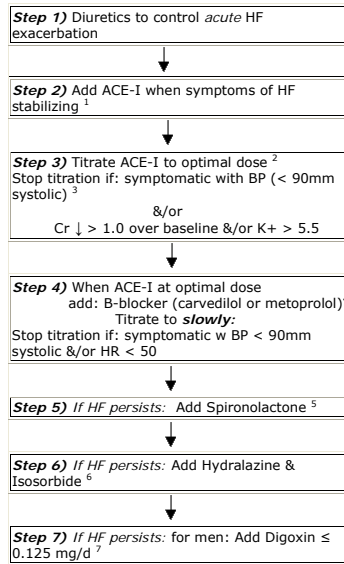 Step 1) Diuretics to control acute HF
exacerbation
Step 2) Add ACE-I when symptoms of HF
stabilizing 1
Step 3) Titrate ACE-I to optimal dose 2
Stop titration if: symptomatic with BP (< 90mm
systolic) 3
&/or
Cr ↓ > 1.0 over baseline &/or K+ > 5.5
Step 4) When ACE-I at optimal dose
add: B-blocker (carvedilol or metoprolol)
Titrate to slowly:
Stop titration if: symptomatic w BP < 90mm
systolic &/or HR < 50
Step 5) If HF persists: Add Spironolactone 5
Step 6) If HF persists: Add Hydralazine &
Isosorbide 6
Step 7) If HF persists: for men: Add Digoxin ≤
0.125 mg/d 7